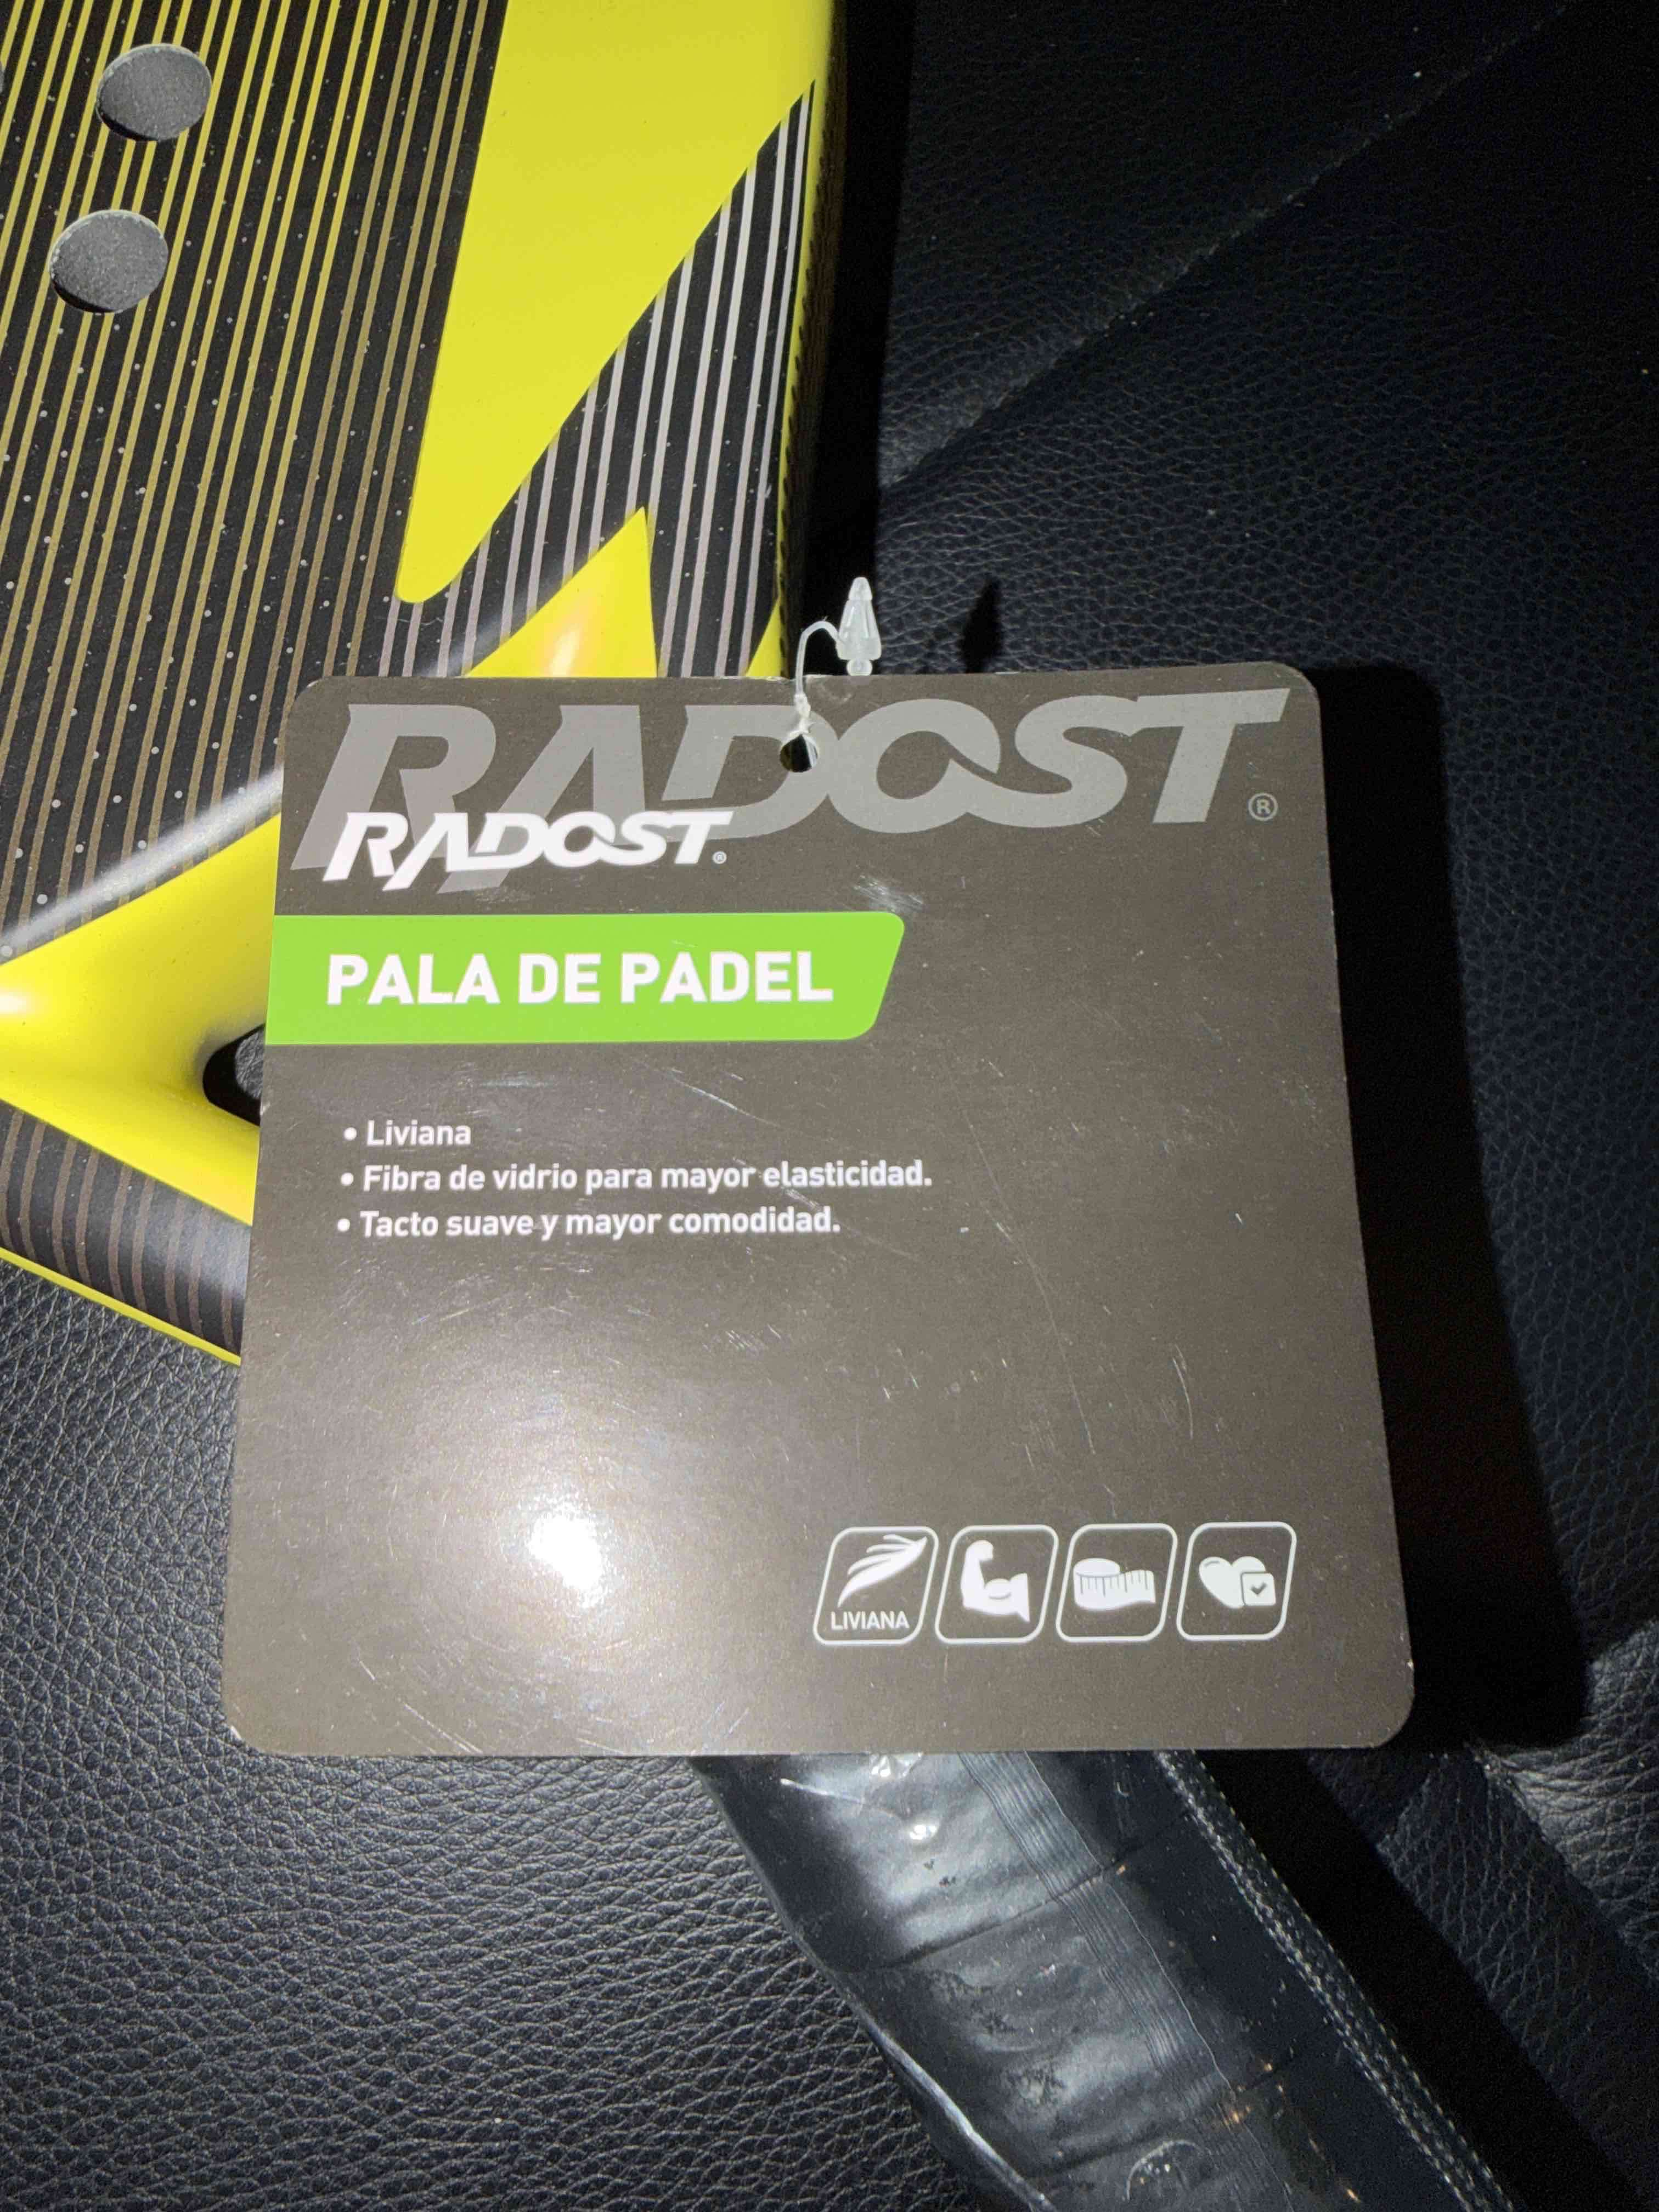 RADOST®
RADOST®
PALA DE PADEL
• Liviana
• Fibra de vidrio para mayor elasticidad.
• Tacto suave y mayor comodidad.
LIVIANA